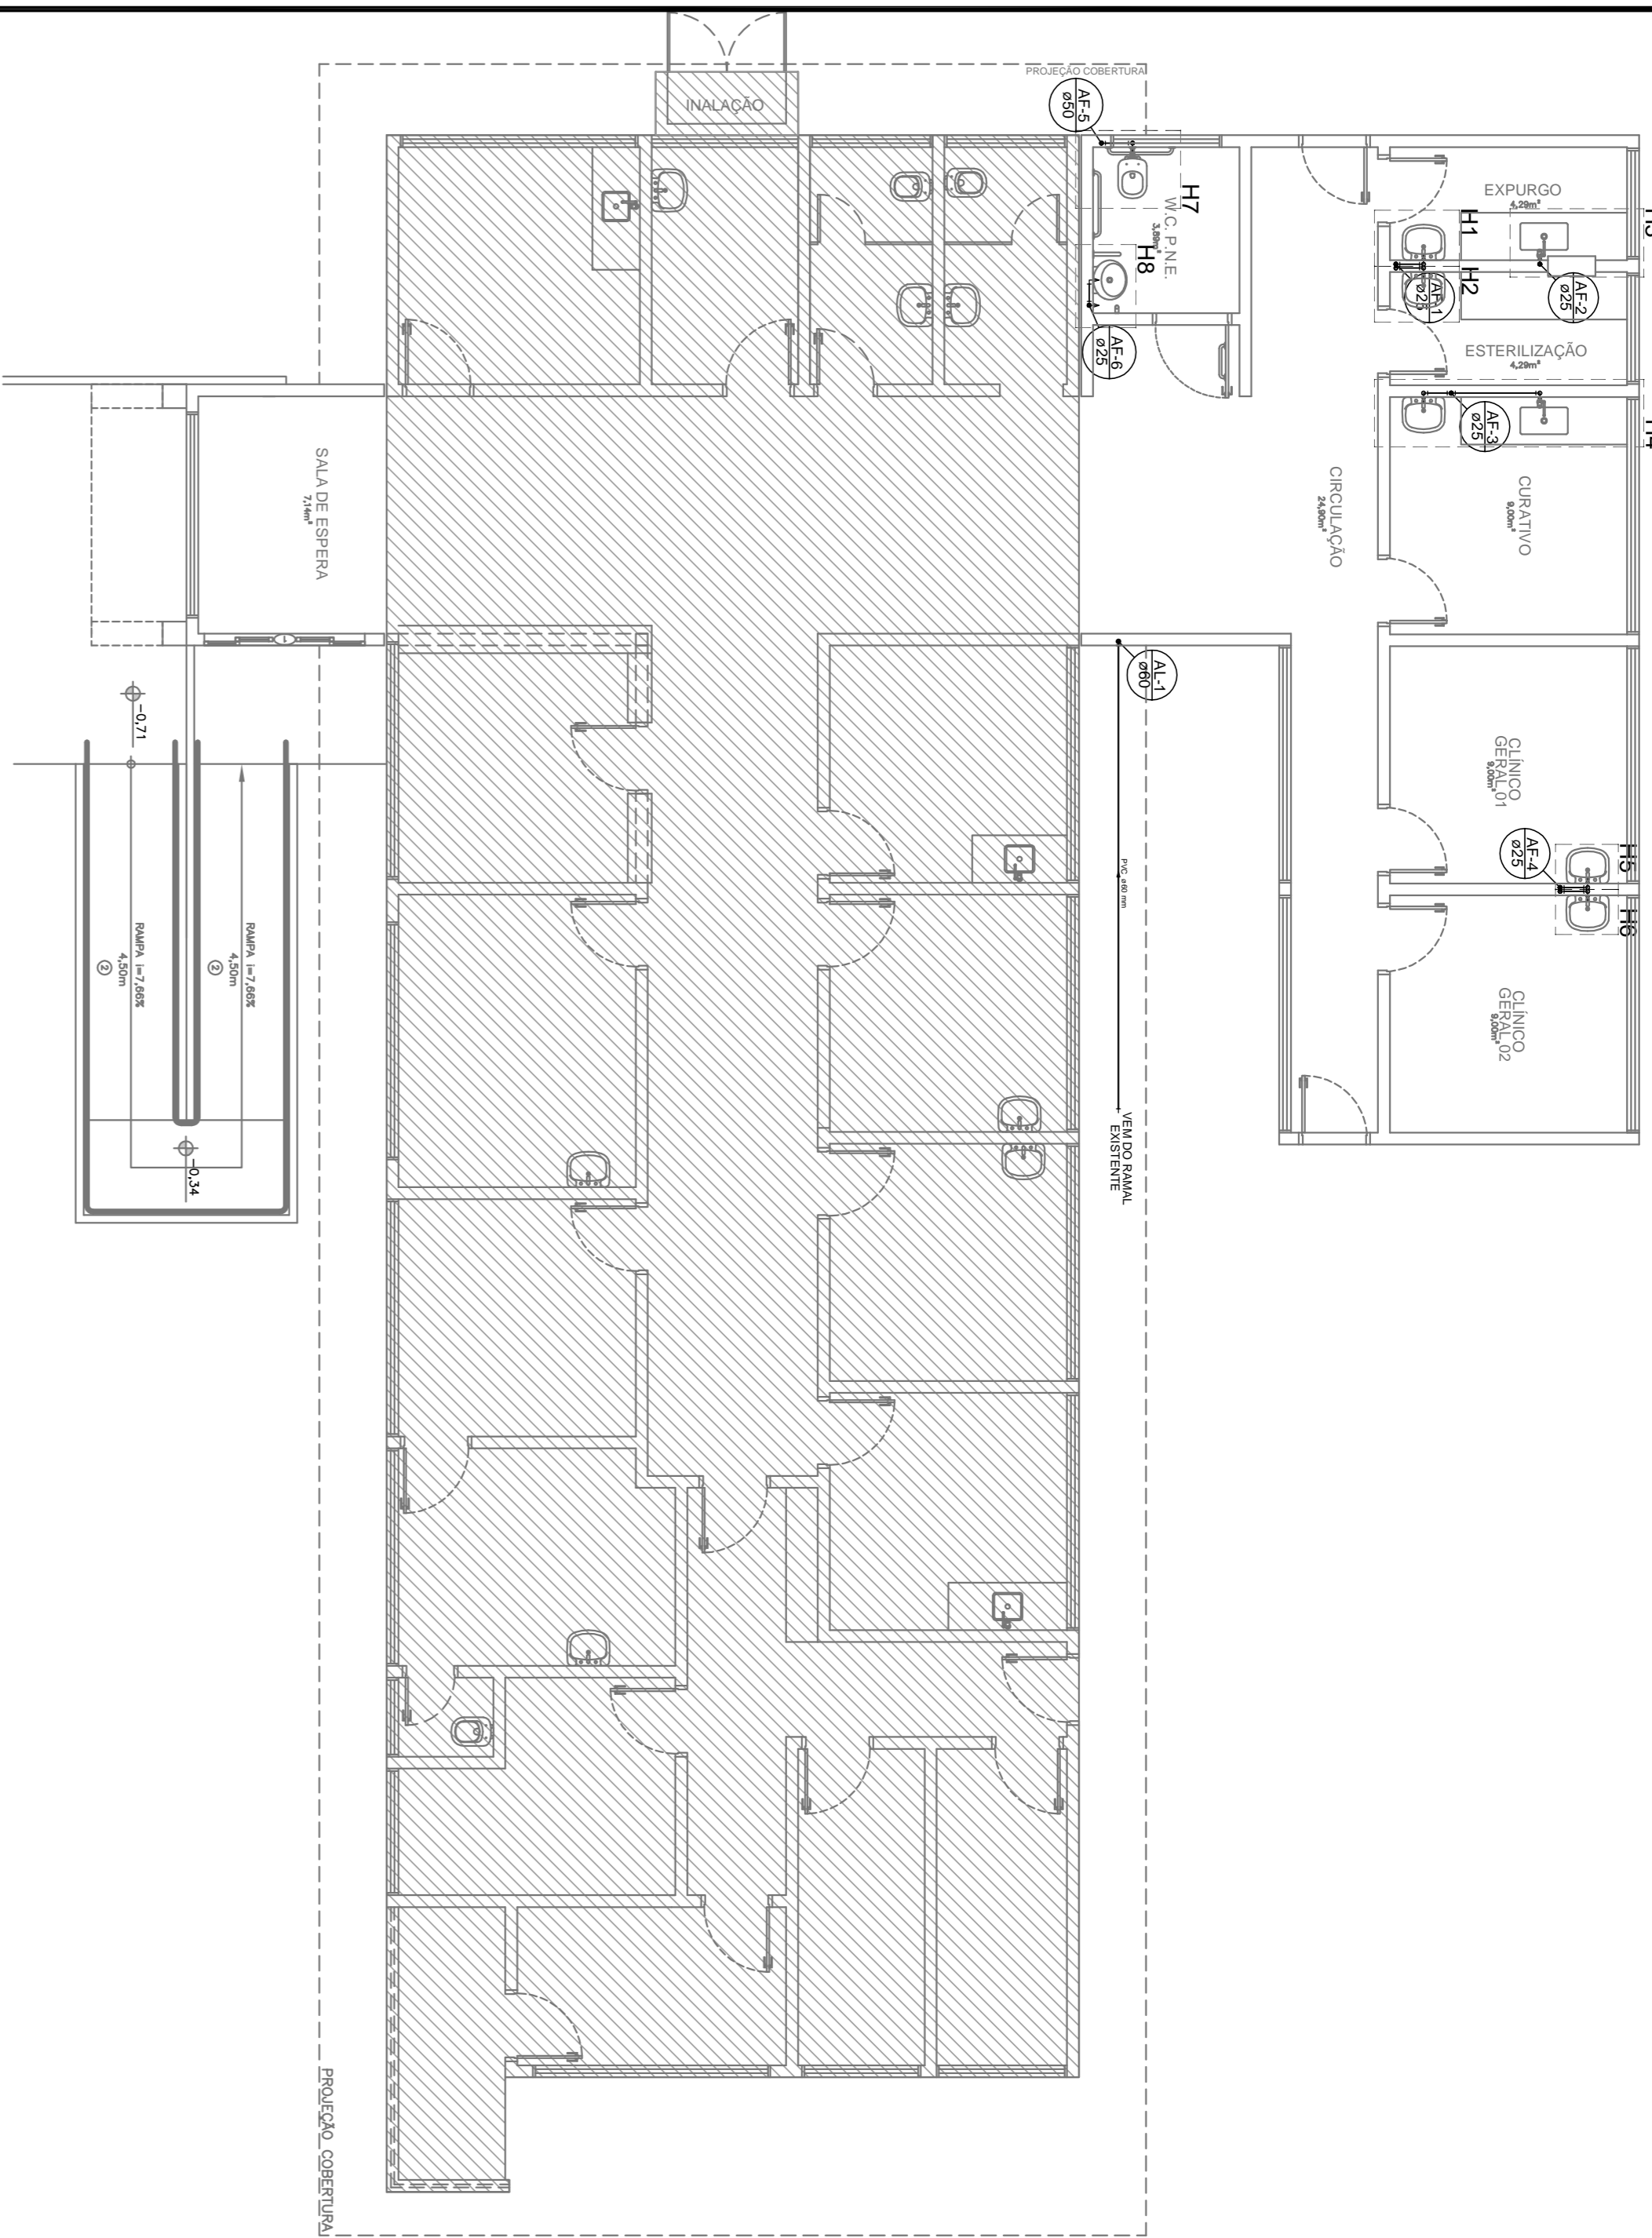 PROJEÇÃO COBERTURA
INALAÇÃO
AF-5
ø50
H7
W.C. P.N.E.
3,89m²
H8
AF-6
ø25
EXPURGO
4,29m²
H1
H2
AF-1
ø25
AF-2
ø25
ESTERILIZAÇÃO
4,29m²
AF-3
ø25
H4
CURATIVO
9,00m²
CIRCULAÇÃO
24,90m²
SALA DE ESPERA
7,14m²
AL-1
ø60
CLÍNICO
GERAL 01
9,00m²
AF-4
ø25
H5
H6
CLÍNICO
GERAL 02
9,00m²
PVC ø60 mm
VEM DO RAMAL
EXISTENTE
-0,71
RAMPA i=7,66%
4,50m
2
RAMPA i=7,66%
4,50m
2
-0,34
PROJEÇÃO COBERTURA